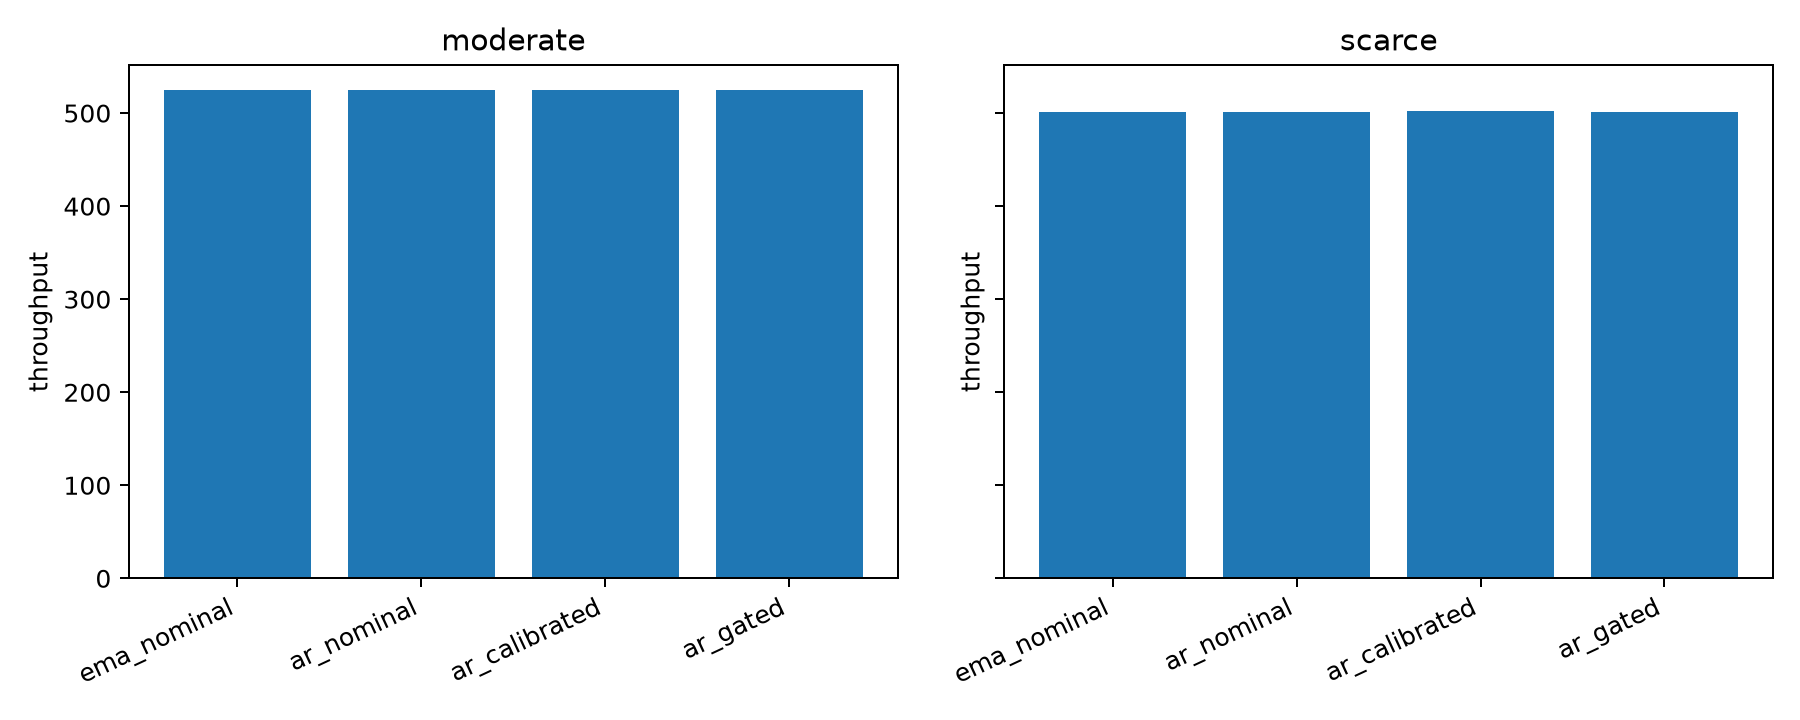 moderate
throughput
500
400
300
200
100
0
ema_nominal
ar_nominal
ar_calibrated
ar_gated
scarce
throughput
ema_nominal
ar_nominal
ar_calibrated
ar_gated